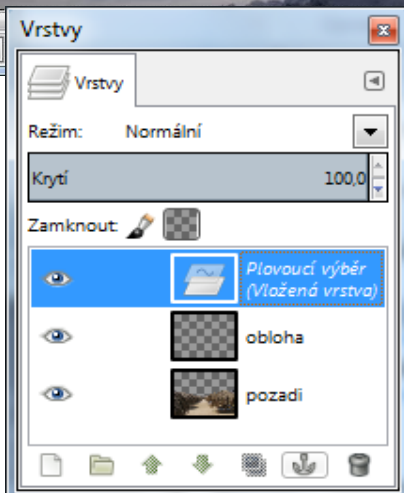 Vrstvy
Vrstvy
Režim: Normální
Krytí 100,0
Zamknout:
Plovoucí výběr
(Vložená vrstva)
obloha
pozadi